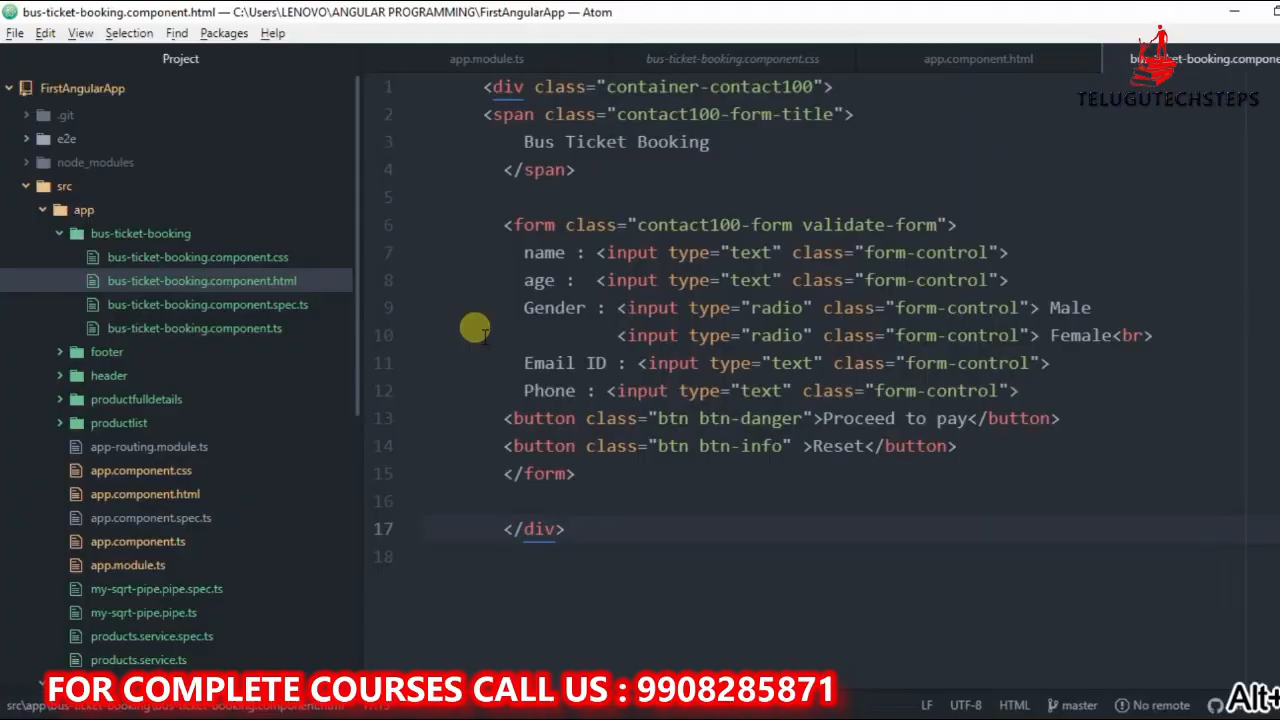 bus-ticket-booking.component.html — C:\Users\LENOVO\ANGULAR PROGRAMMING\FirstAngularApp — Atom
File Edit View Selection Find Packages Help
Project
app.module.ts
bus-ticket-booking.component.css
app.component.html
TELUGUTECHSTEPS
FirstAngularApp
.git
e2e
node_modules
src
app
bus-ticket-booking
bus-ticket-booking.component.css
bus-ticket-booking.component.html
bus-ticket-booking.component.spec.ts
bus-ticket-booking.component.ts
footer
header
productfulldetails
productlist
app-routing.module.ts
app.component.css
app.component.html
app.component.spec.ts
app.component.ts
app.module.ts
my-sqrt-pipe.pipe.spec.ts
my-sqrt-pipe.pipe.ts
products.service.spec.ts
products.service.ts
1 <div class="container-contact100">
2 <span class="contact100-form-title">
3 Bus Ticket Booking
4 </span>
5
6 <form class="contact100-form validate-form">
7 name : <input type="text" class="form-control">
8 age : <input type="text" class="form-control">
9 Gender : <input type="radio" class="form-control"> Male
10 <input type="radio" class="form-control"> Female<br>
11 Email ID : <input type="text" class="form-control">
12 Phone : <input type="text" class="form-control">
13 <button class="btn btn-danger">Proceed to pay</button>
14 <button class="btn btn-info" >Reset</button>
15 </form>
16
17 </div>
18
FOR COMPLETE COURSES CALL US : 9908285871
LF UTF-8 HTML master No remote
Alt+